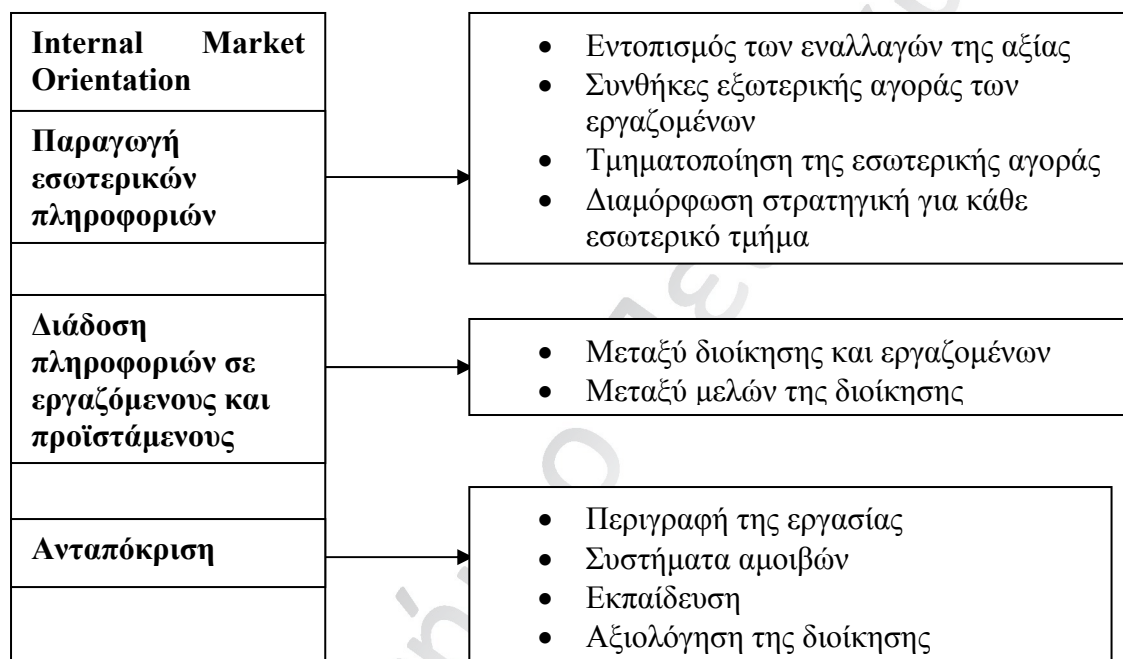 Internal Market
Orientation
Παραγωγή
εσωτερικών
πληροφοριών
• Εντοπισμός των εναλλαγών της αξίας
• Συνθήκες εξωτερικής αγοράς των
εργαζομένων
• Τμηματοποίηση της εσωτερικής αγοράς
• Διαμόρφωση στρατηγική για κάθε
εσωτερικό τμήμα
Διάδοση
πληροφοριών σε
εργαζόμενους και
προϊστάμενους
• Μεταξύ διοίκησης και εργαζομένων
• Μεταξύ μελών της διοίκησης
Ανταπόκριση
• Περιγραφή της εργασίας
• Συστήματα αμοιβών
• Εκπαίδευση
• Αξιολόγηση της διοίκησης